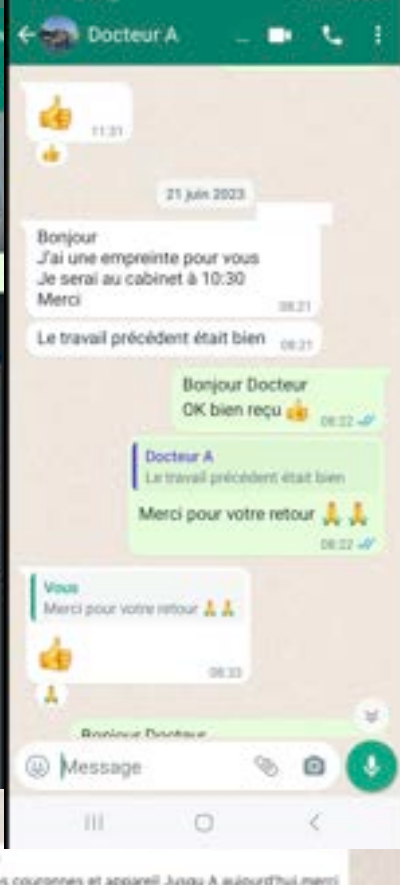 Docteur A
11:31
21 juin 2023
Bonjour
J'ai une empreinte pour vous
Je serai au cabinet à 10:30
Merci
08:21
Le travail précédent était bien
08:21
Bonjour Docteur
OK bien reçu 👍
08:22
Docteur A
Le travail précédent était bien
Merci pour votre retour 🙏 🙏
08:22
Vous
Merci pour votre retour 🙏 🙏
08:33
Bonjour Docteur
Message
couronnes et appareil Jusqu A aujourd'hui merci